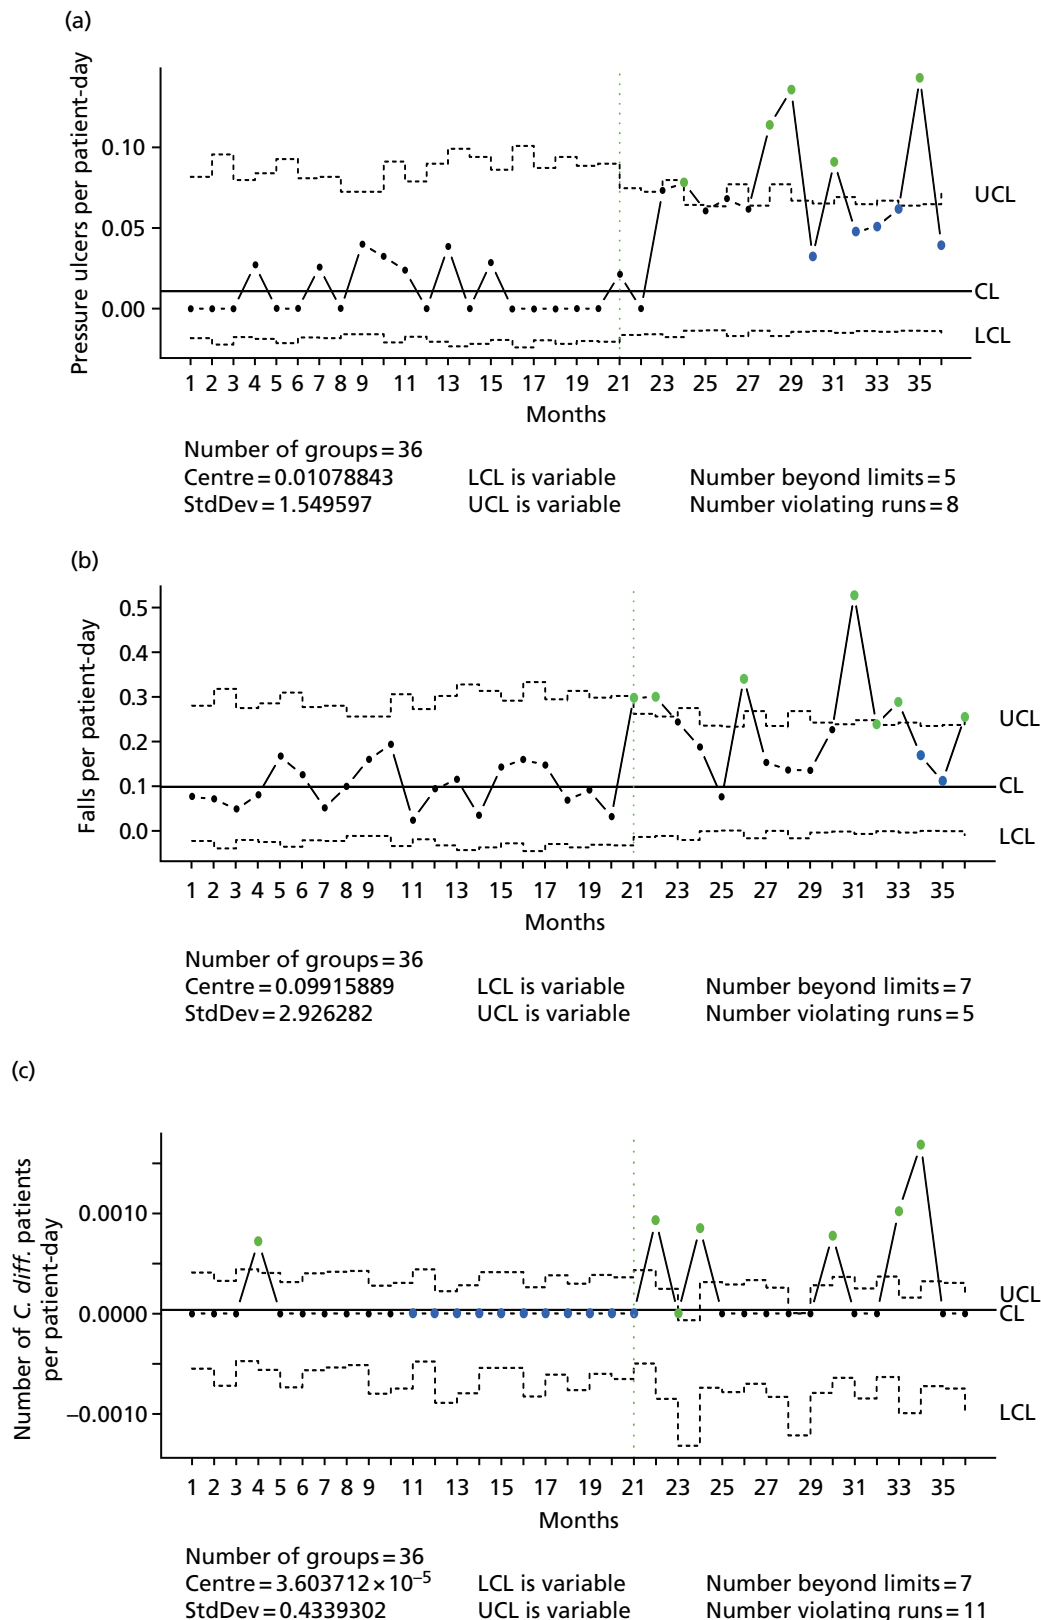 (a)
Pressure ulcers per patient-day
0.10
0.05
0.00
UCL
CL
LCL
1 2 3 4 5 6 7 8 9 11 13 15 17 19 21 23 25 27 29 31 33 35
Months
Number of groups=36
Centre=0.01078843 LCL is variable Number beyond limits=5
StdDev=1.549597 UCL is variable Number violating runs=8
(b)
Falls per patient-day
0.5
0.4
0.3
0.2
0.1
0.0
UCL
CL
LCL
1 2 3 4 5 6 7 8 9 11 13 15 17 19 21 23 25 27 29 31 33 35
Months
Number of groups=36
Centre=0.09915889 LCL is variable Number beyond limits=7
StdDev=2.926282 UCL is variable Number violating runs=5
(c)
Number of C. diff. patients
per patient-day
0.0010
0.0000
−0.0010
UCL
CL
LCL
1 2 3 4 5 6 7 8 9 11 13 15 17 19 21 23 25 27 29 31 33 35
Months
Number of groups=36
Centre=3.603712×10⁻⁵ LCL is variable Number beyond limits=7
StdDev=0.4339302 UCL is variable Number violating runs=11